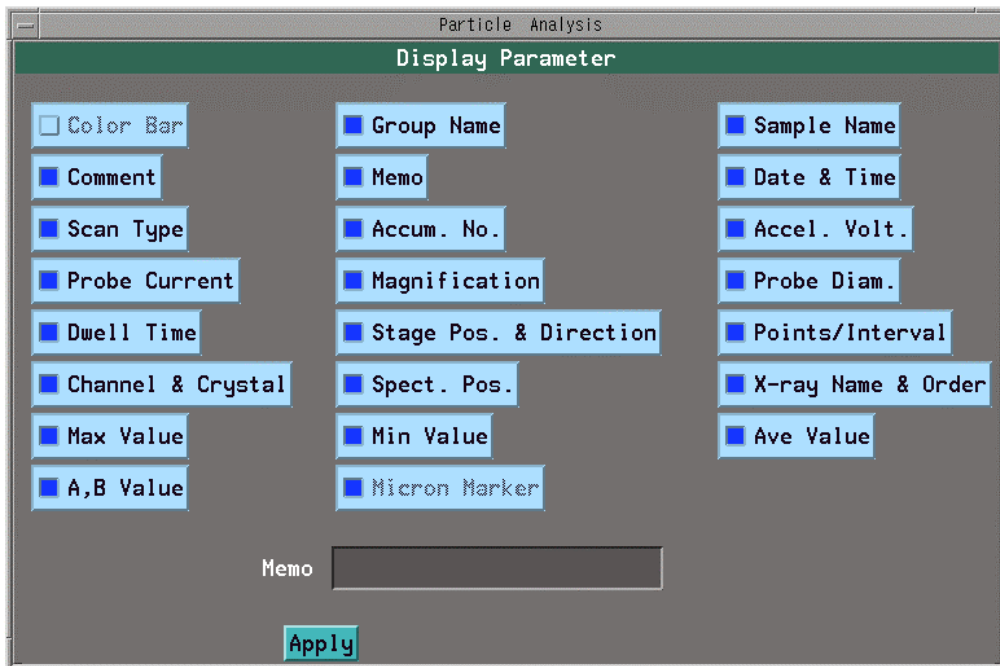 Particle Analysis
Display Parameter
Color Bar Group Name Sample Name
Comment Memo Date & Time
Scan Type Accum. No. Accel. Volt.
Probe Current Magnification Probe Diam.
Dwell Time Stage Pos. & Direction Points/Interval
Channel & Crystal Spect. Pos. X-ray Name & Order
Max Value Min Value Ave Value
A,B Value Micron Marker
Memo
Apply